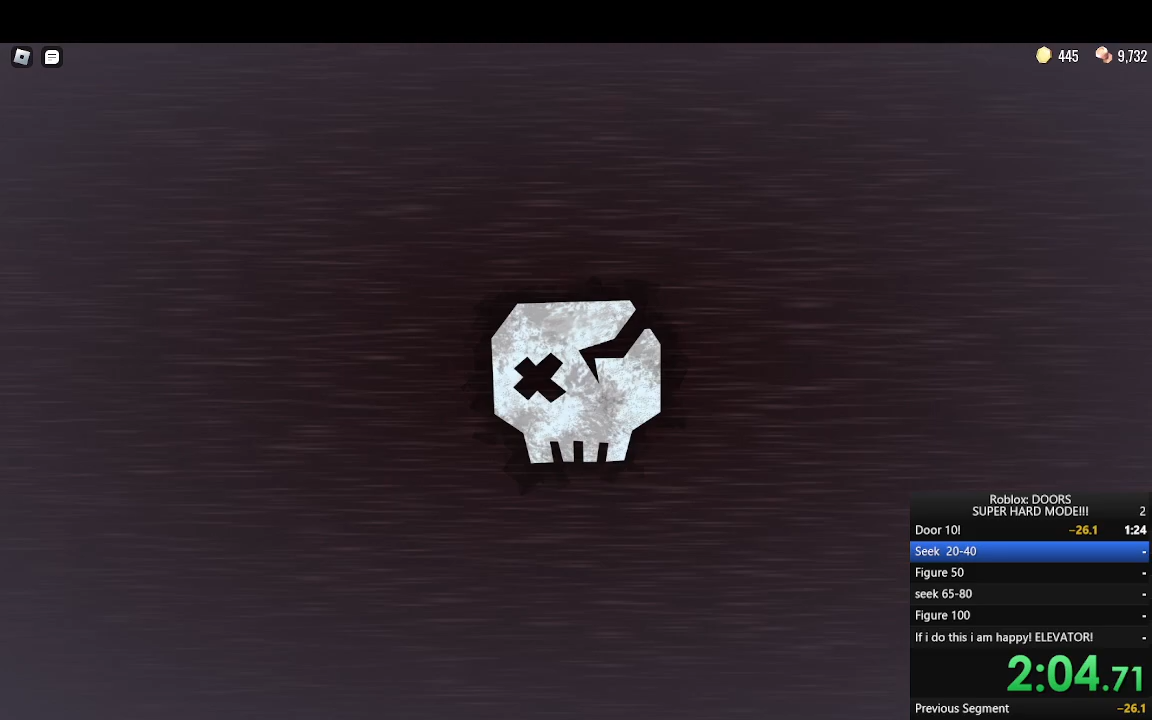 445 9,732
Roblox: DOORS
SUPER HARD MODE!!! 2
Door 10! −26.1 1:24
Seek 20-40 -
Figure 50 -
seek 65-80 -
Figure 100 -
If i do this i am happy! ELEVATOR! -
2:04.71
Previous Segment −26.1